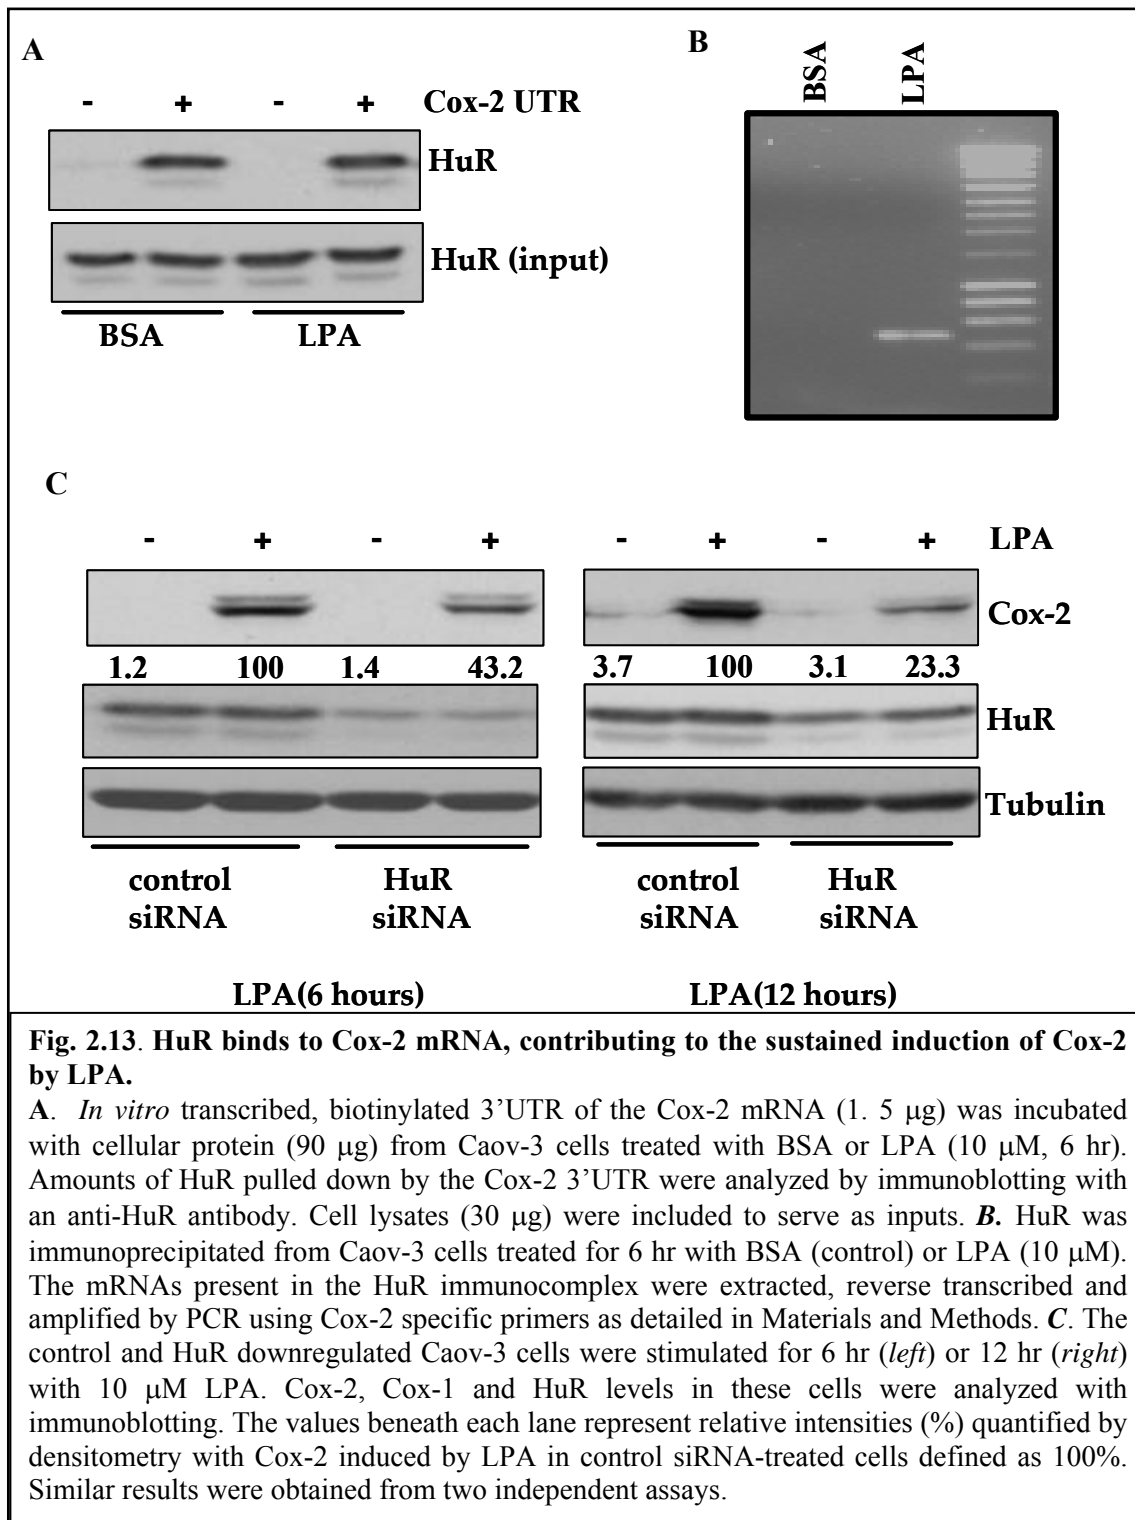 A
B
BSA
LPA
- + - + Cox-2 UTR
HuR
HuR (input)
BSA LPA
C
- + - + - + - + LPA
Cox-2
1.2 100 1.4 43.2 3.7 100 3.1 23.3
HuR
Tubulin
control HuR control HuR
siRNA siRNA siRNA siRNA
LPA(6 hours) LPA(12 hours)
Fig. 2.13. HuR binds to Cox-2 mRNA, contributing to the sustained induction of Cox-2
by LPA.
A. In vitro transcribed, biotinylated 3’UTR of the Cox-2 mRNA (1. 5 μg) was incubated
with cellular protein (90 μg) from Caov-3 cells treated with BSA or LPA (10 μM, 6 hr).
Amounts of HuR pulled down by the Cox-2 3’UTR were analyzed by immunoblotting with
an anti-HuR antibody. Cell lysates (30 μg) were included to serve as inputs. B. HuR was
immunoprecipitated from Caov-3 cells treated for 6 hr with BSA (control) or LPA (10 μM).
The mRNAs present in the HuR immunocomplex were extracted, reverse transcribed and
amplified by PCR using Cox-2 specific primers as detailed in Materials and Methods. C. The
control and HuR downregulated Caov-3 cells were stimulated for 6 hr (left) or 12 hr (right)
with 10 μM LPA. Cox-2, Cox-1 and HuR levels in these cells were analyzed with
immunoblotting. The values beneath each lane represent relative intensities (%) quantified by
densitometry with Cox-2 induced by LPA in control siRNA-treated cells defined as 100%.
Similar results were obtained from two independent assays.